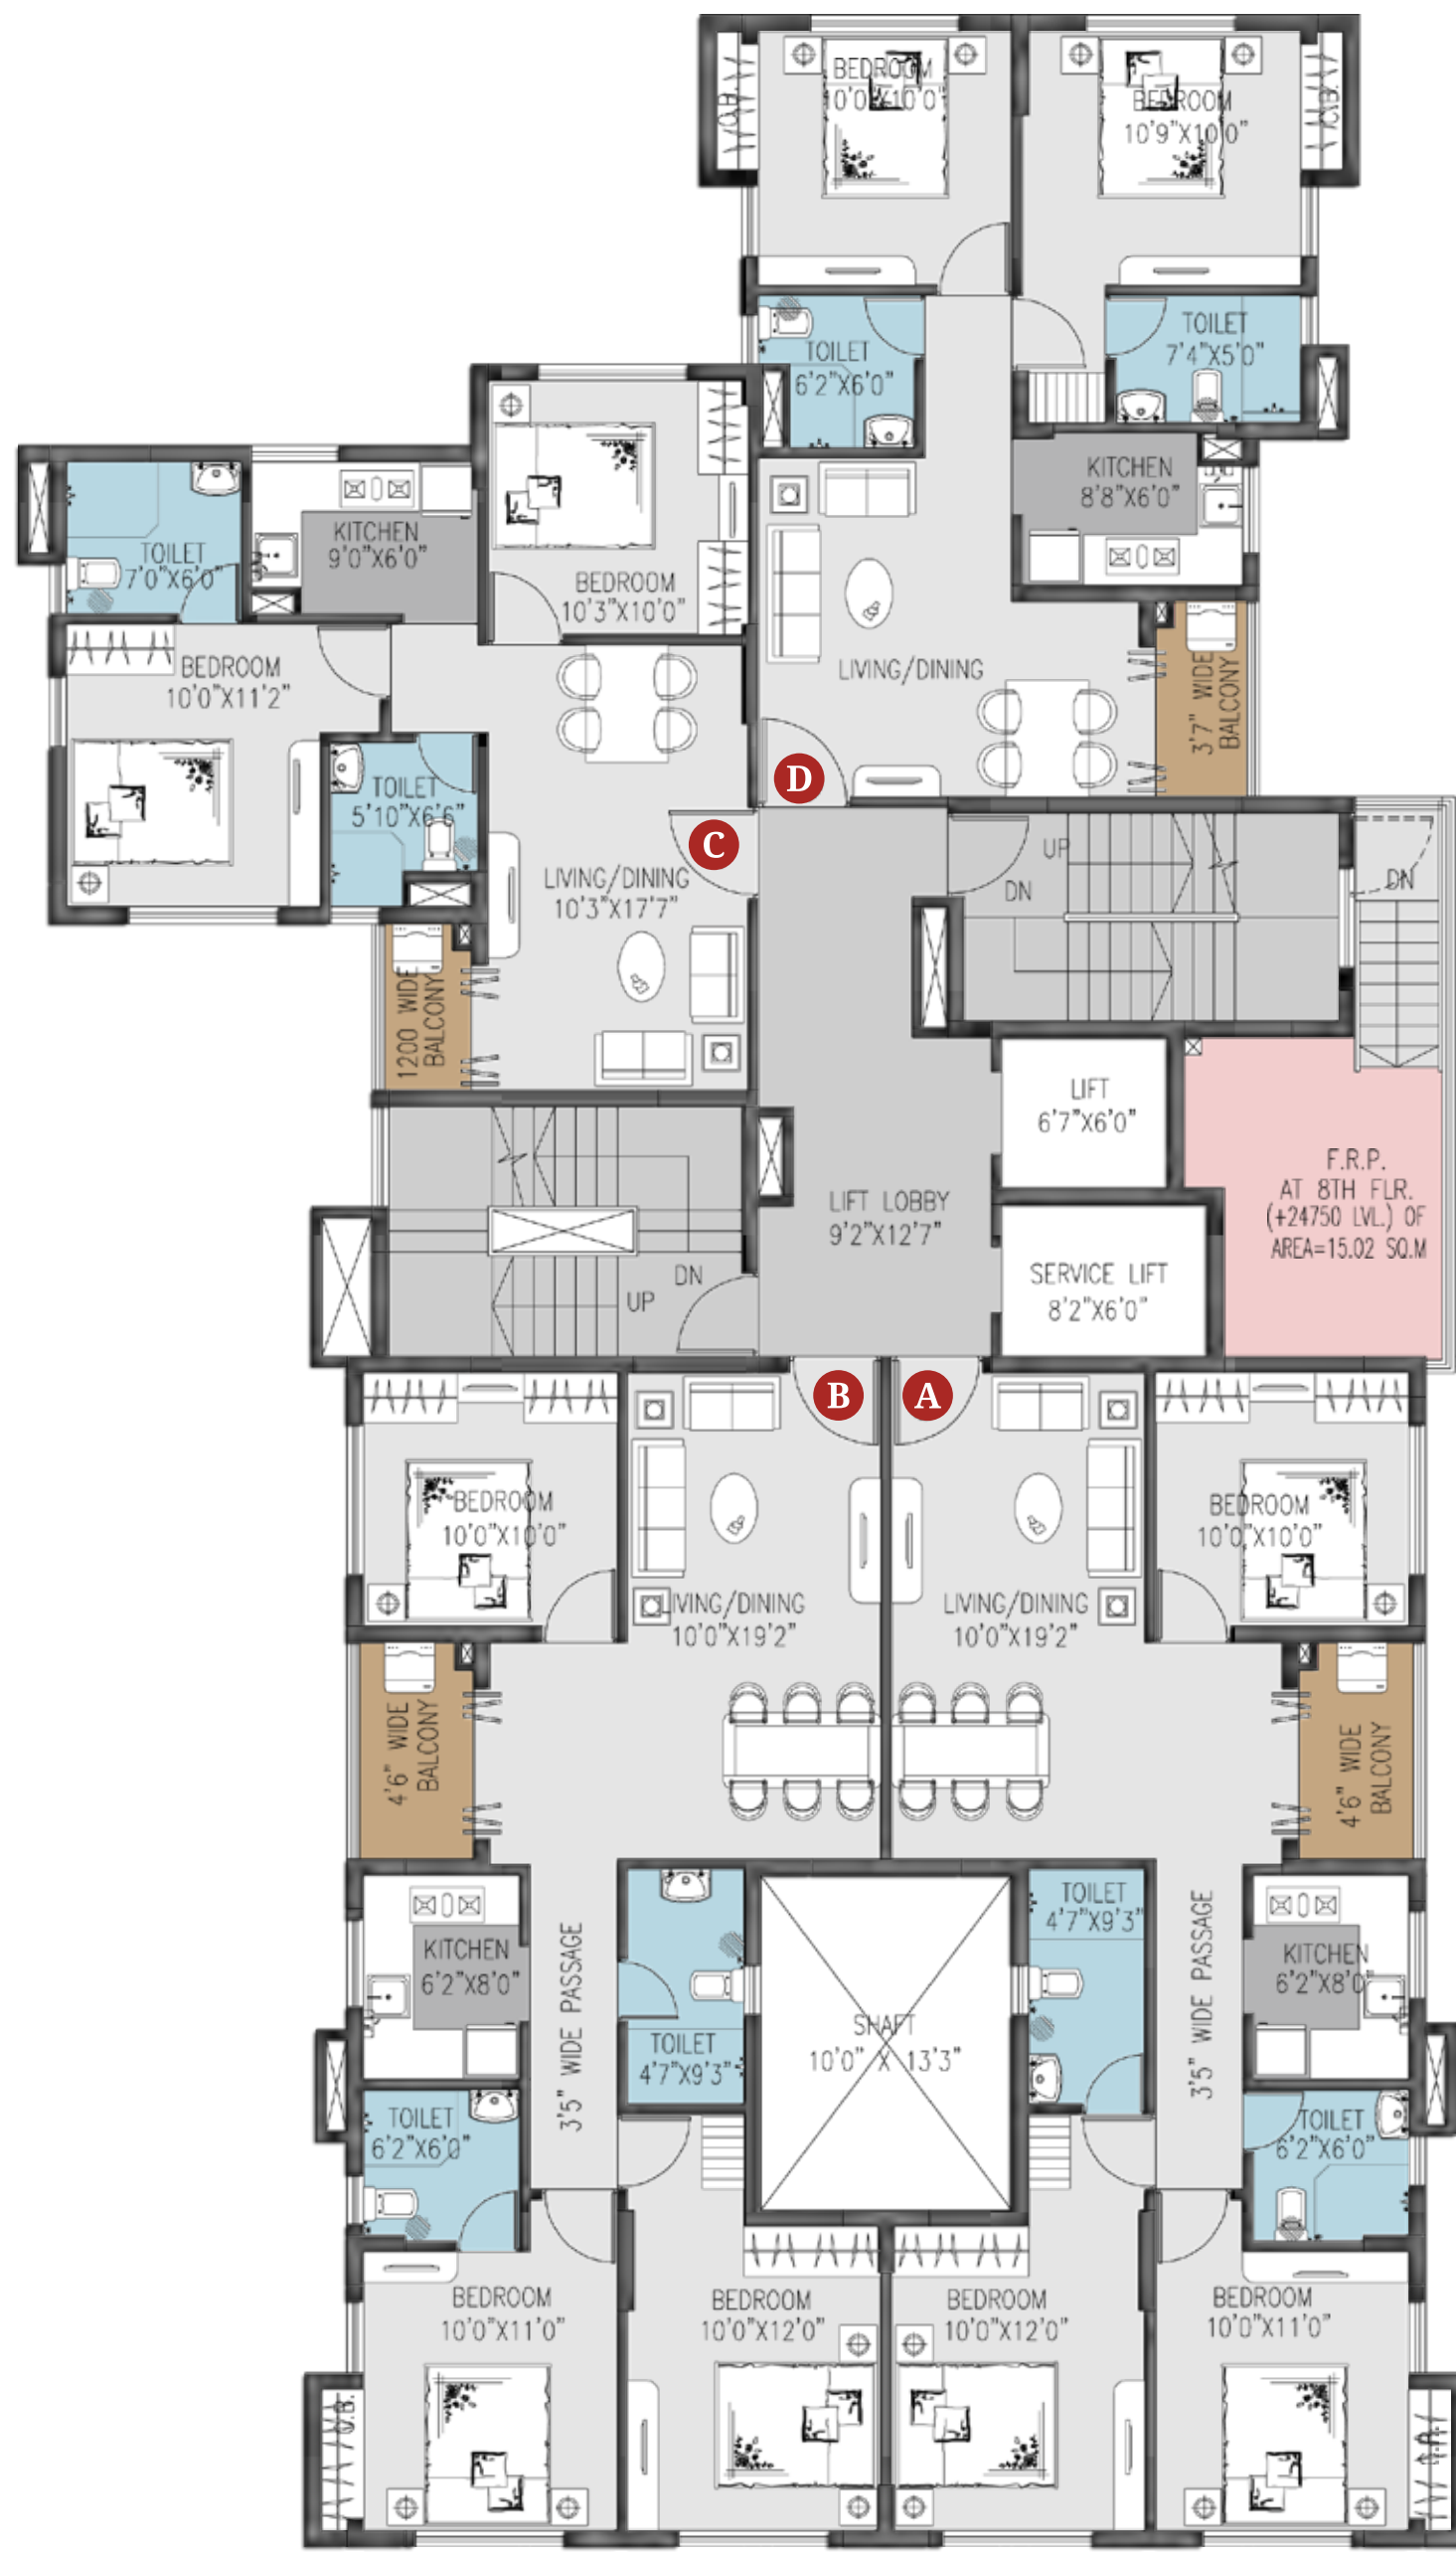 BEDROOM
10'0"X10'0"
BEDROOM
10'9"X10'0"
C.B.
C.B.
TOILET
6'2"X6'0"
TOILET
7'4"X5'0"
KITCHEN
8'8"X6'0"
LIVING/DINING
3'7" WIDE
BALCONY
D
TOILET
7'0"X6'0"
KITCHEN
9'0"X6'0"
BEDROOM
10'3"X10'0"
BEDROOM
10'0"X11'2"
TOILET
5'10"X6'6"
C
LIVING/DINING
10'3"X17'7"
1200 WIDE
BALCONY
UP
DN
DN
LIFT
6'7"X6'0"
F.R.P.
AT 8TH FLR.
(+24750 LVL.) OF
AREA=15.02 SQ.M
LIFT LOBBY
9'2"X12'7"
SERVICE LIFT
8'2"X6'0"
DN
UP
B
A
BEDROOM
10'0"X10'0"
LIVING/DINING
10'0"X19'2"
LIVING/DINING
10'0"X19'2"
BEDROOM
10'0"X10'0"
4'6" WIDE
BALCONY
4'6" WIDE
BALCONY
KITCHEN
6'2"X8'0"
3'5" WIDE PASSAGE
TOILET
4'7"X9'3"
SHAFT
10'0" X 13'3"
TOILET
4'7"X9'3"
3'5" WIDE PASSAGE
KITCHEN
6'2"X8'0"
TOILET
6'2"X6'0"
TOILET
6'2"X6'0"
BEDROOM
10'0"X11'0"
BEDROOM
10'0"X12'0"
BEDROOM
10'0"X12'0"
BEDROOM
10'0"X11'0"
C.B.